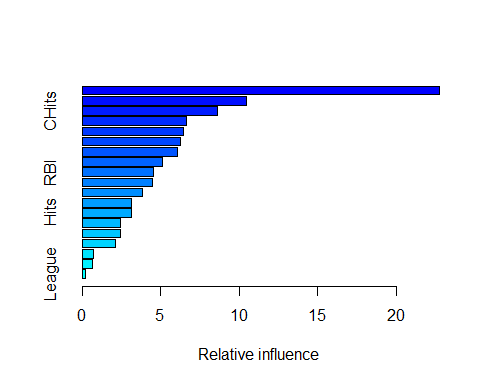 CHits
RBI
Hits
League
0 5 10 15 20
Relative influence